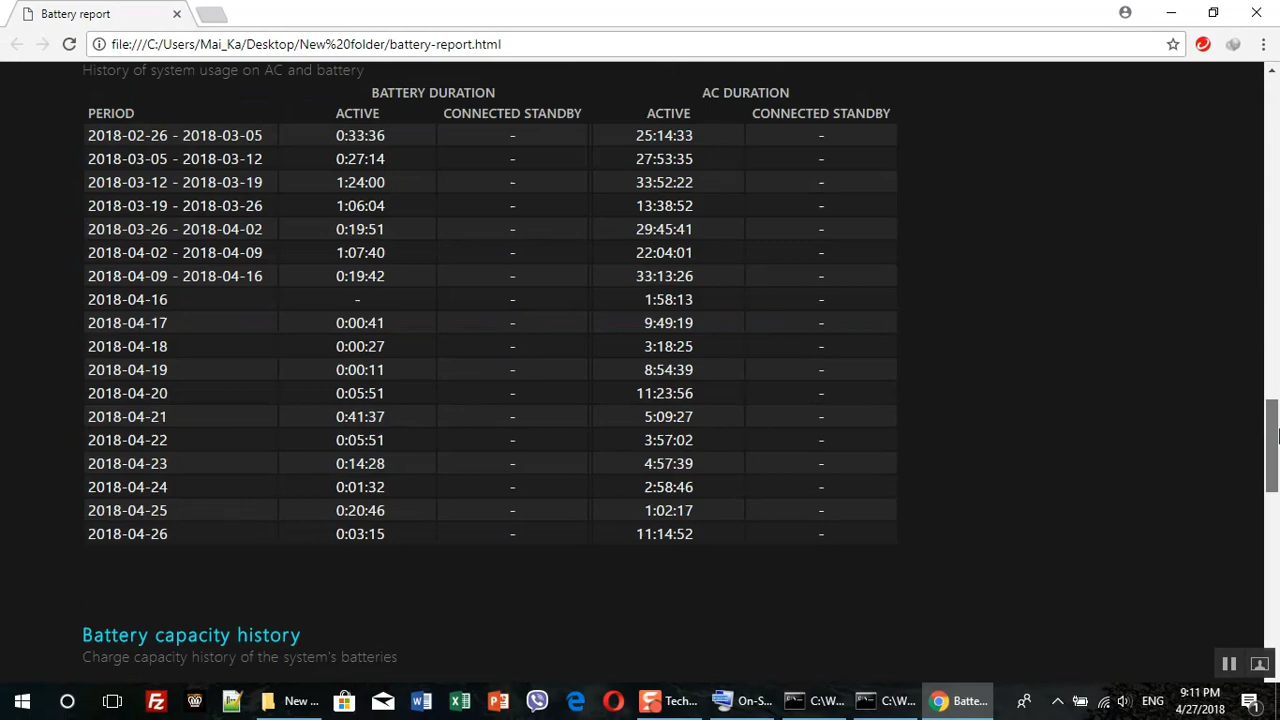 Battery report
file:///C:/Users/Mai_Ka/Desktop/New%20folder/battery-report.html
History of system usage on AC and battery
BATTERY DURATION AC DURATION
PERIOD ACTIVE CONNECTED STANDBY ACTIVE CONNECTED STANDBY
2018-02-26 - 2018-03-05 0:33:36 - 25:14:33 -
2018-03-05 - 2018-03-12 0:27:14 - 27:53:35 -
2018-03-12 - 2018-03-19 1:24:00 - 33:52:22 -
2018-03-19 - 2018-03-26 1:06:04 - 13:38:52 -
2018-03-26 - 2018-04-02 0:19:51 - 29:45:41 -
2018-04-02 - 2018-04-09 1:07:40 - 22:04:01 -
2018-04-09 - 2018-04-16 0:19:42 - 33:13:26 -
2018-04-16 - - 1:58:13 -
2018-04-17 0:00:41 - 9:49:19 -
2018-04-18 0:00:27 - 3:18:25 -
2018-04-19 0:00:11 - 8:54:39 -
2018-04-20 0:05:51 - 11:23:56 -
2018-04-21 0:41:37 - 5:09:27 -
2018-04-22 0:05:51 - 3:57:02 -
2018-04-23 0:14:28 - 4:57:39 -
2018-04-24 0:01:32 - 2:58:46 -
2018-04-25 0:20:46 - 1:02:17 -
2018-04-26 0:03:15 - 11:14:52 -
Battery capacity history
Charge capacity history of the system's batteries
New ... Tech... On-S... C:\W... C:\W... Batte... ENG 9:11 PM
4/27/2018